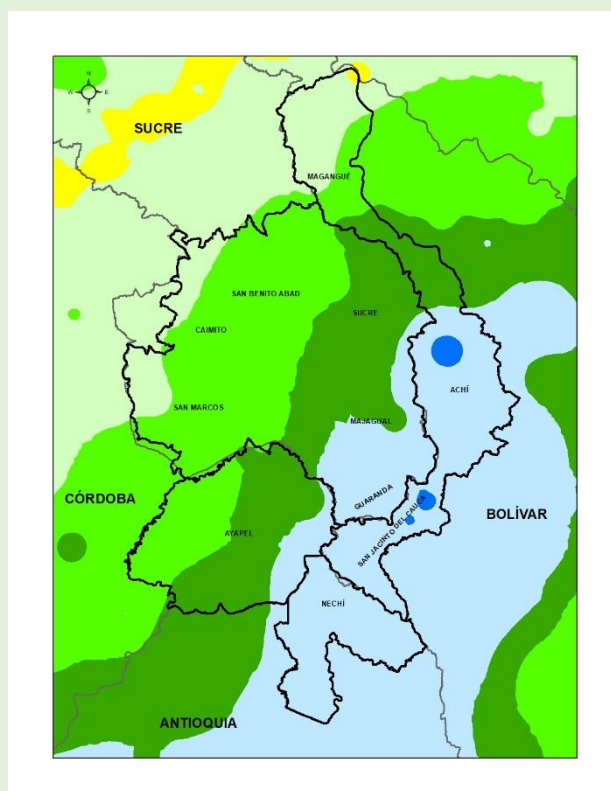 N
W E
S
SUCRE
MAGANGUÉ
SAN BENITO ABAD
SUCRE
CAIMITO
ACHÍ
SAN MARCOS
MAJAGUAL
CÓRDOBA
GUARANDA
BOLÍVAR
SAN JACINTO DEL CAUCA
AYAPEL
NECHÍ
ANTIOQUIA